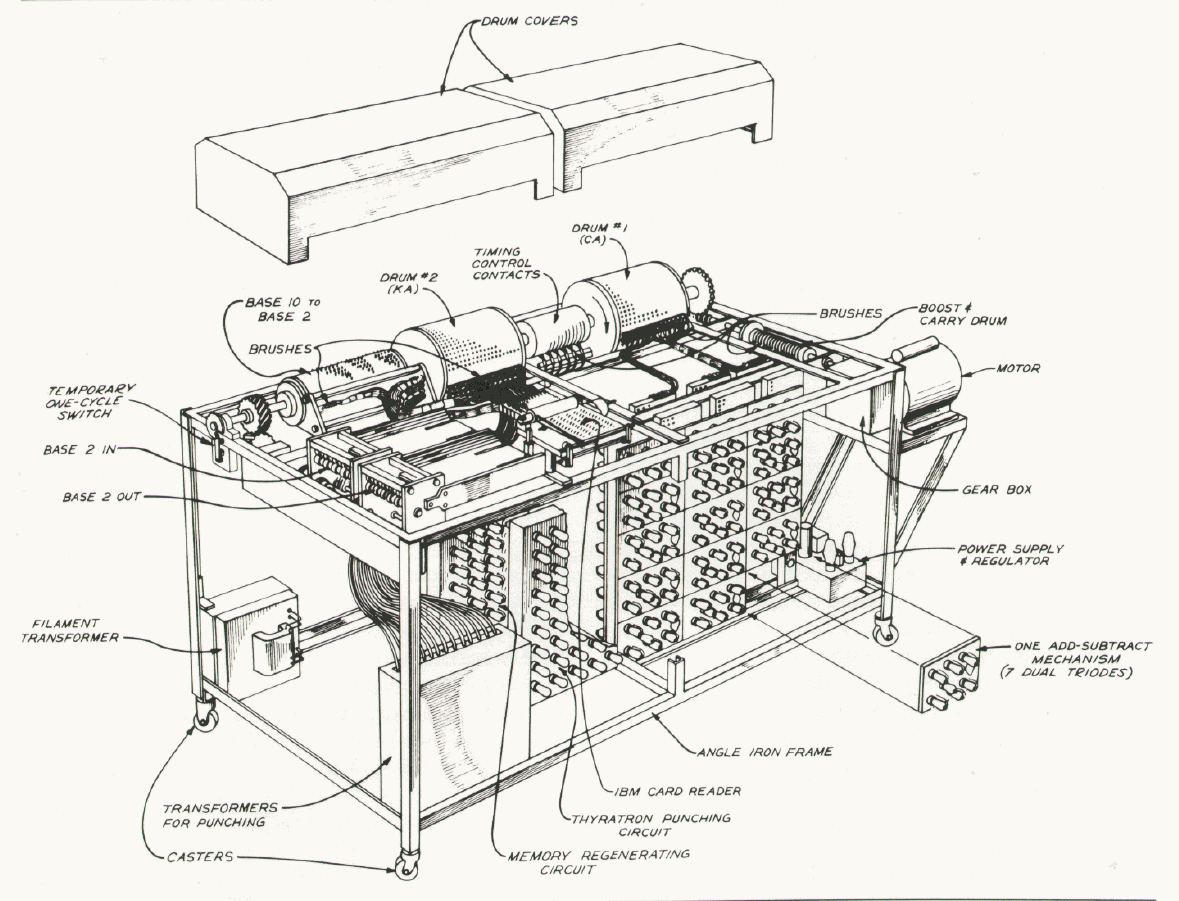 DRUM COVERS
DRUM #1
(CA)
TIMING
CONTROL
CONTACTS
DRUM #2
(KA)
BASE 10 TO
BASE 2
BRUSHES
BRUSHES
BOOST &
CARRY DRUM
MOTOR
TEMPORARY
ONE-CYCLE
SWITCH
BASE 2 IN
BASE 2 OUT
GEAR BOX
POWER SUPPLY
& REGULATOR
FILAMENT
TRANSFORMER
ONE ADD-SUBTRACT
MECHANISM
(7 DUAL TRIODES)
ANGLE IRON FRAME
IBM CARD READER
TRANSFORMERS
FOR PUNCHING
THYRATRON PUNCHING
CIRCUIT
CASTERS
MEMORY REGENERATING
CIRCUIT